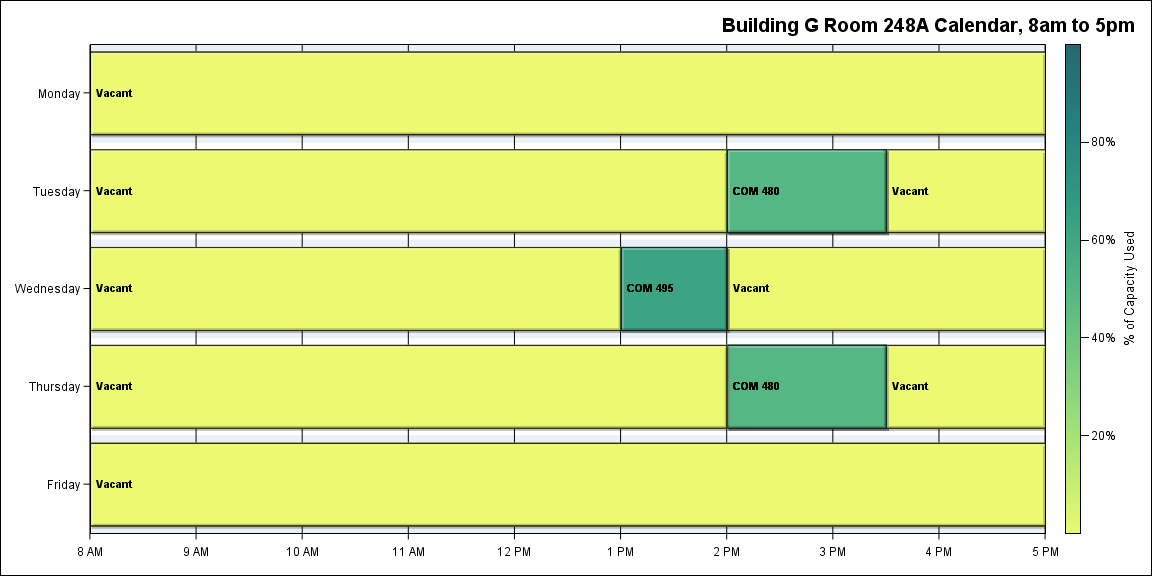 Building G Room 248A Calendar, 8am to 5pm
Monday
Vacant
80%
Tuesday
Vacant
COM 480
Vacant
60%
Wednesday
Vacant
COM 495
Vacant
% of Capacity Used
40%
Thursday
Vacant
COM 480
Vacant
20%
Friday
Vacant
8 AM
9 AM
10 AM
11 AM
12 PM
1 PM
2 PM
3 PM
4 PM
5 PM